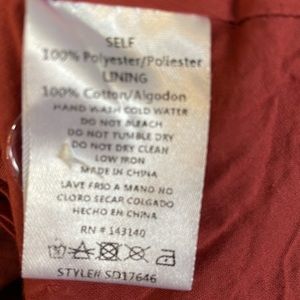 SELF
100% Polyester/Poliester
LINING
100% Cotton/Algodon
HAND WASH COLD WATER
DO NOT BLEACH
DO NOT TUMBLE DRY
DO NOT DRY CLEAN
LOW IRON
MADE IN CHINA
LAVE FRIO A MANO NO
CLORO SECAR COLGADO
HECHO EN CHINA
RN # 143140
STYLE# SD17646